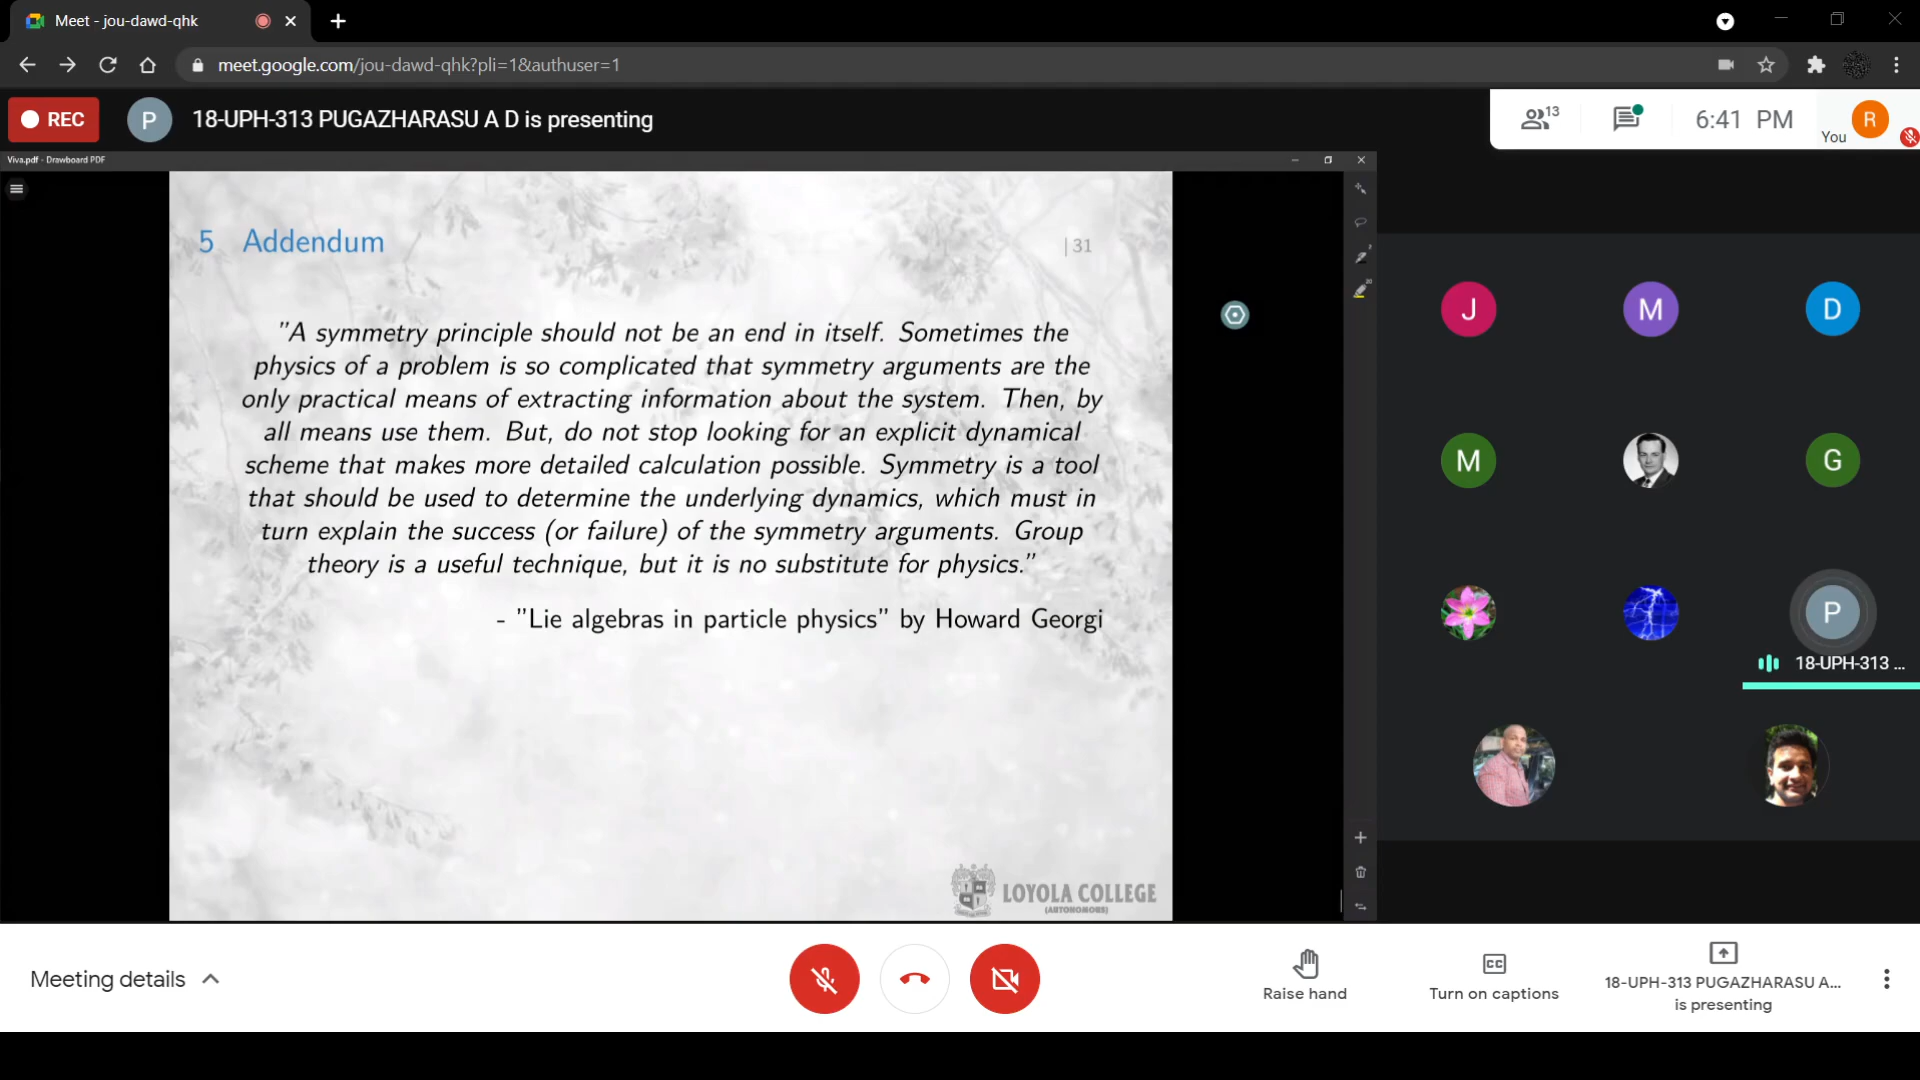 Meet - jou-dawd-qhk
meet.google.com/jou-dawd-qhk?pli=1&authuser=1
REC
P
18-UPH-313 PUGAZHARASU A D is presenting
13
6:41 PM
You
R
Viva.pdf - Drawboard PDF
5 Addendum
| 31
"A symmetry principle should not be an end in itself. Sometimes the
physics of a problem is so complicated that symmetry arguments are the
only practical means of extracting information about the system. Then, by
all means use them. But, do not stop looking for an explicit dynamical
scheme that makes more detailed calculation possible. Symmetry is a tool
that should be used to determine the underlying dynamics, which must in
turn explain the success (or failure) of the symmetry arguments. Group
theory is a useful technique, but it is no substitute for physics."
- "Lie algebras in particle physics" by Howard Georgi
LOYOLA COLLEGE
(AUTONOMOUS)
J
M
D
M
G
P
18-UPH-313 ...
Meeting details
Raise hand
CC
Turn on captions
18-UPH-313 PUGAZHARASU A...
is presenting